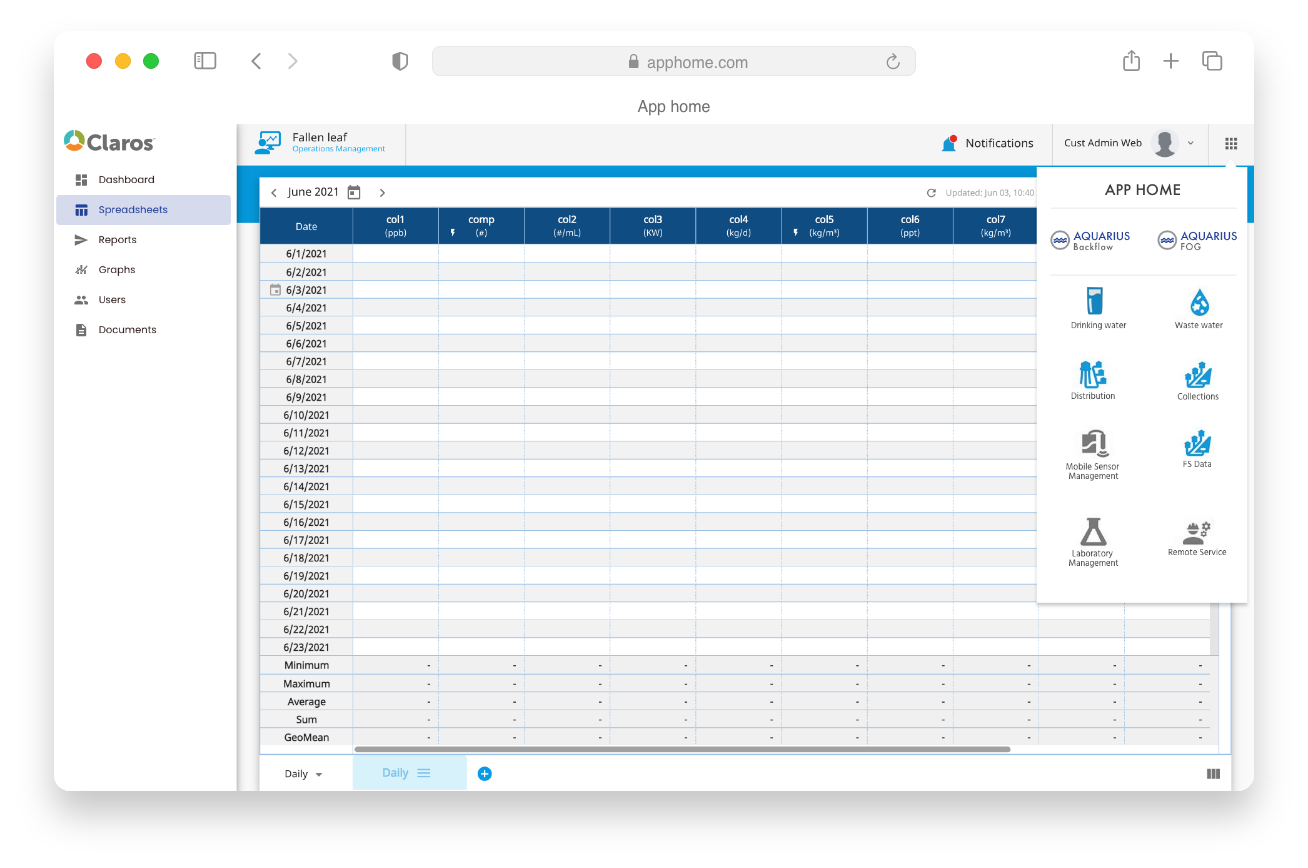 apphome.com
App home
Claros
Fallen leaf
Operations Management
Notifications
Cust Admin Web
Dashboard
Spreadsheets
Reports
Graphs
Users
Documents
June 2021
Updated: Jun 03, 10:40
Date
col1 comp col2 col3 col4 col5 col6 col7
(ppb) (#) (#/mL) (KW) (kg/d) (kg/m³) (ppt) (kg/m³)
6/1/2021
6/2/2021
6/3/2021
6/4/2021
6/5/2021
6/6/2021
6/7/2021
6/8/2021
6/9/2021
6/10/2021
6/11/2021
6/12/2021
6/13/2021
6/14/2021
6/15/2021
6/16/2021
6/17/2021
6/18/2021
6/19/2021
6/20/2021
6/21/2021
6/22/2021
6/23/2021
Minimum - - - - - - - - - -
Maximum - - - - - - - - - -
Average - - - - - - - - - -
Sum - - - - - - - - - -
GeoMean - - - - - - - - - -
Daily
Daily
APP HOME
AQUARIUS
Backflow
AQUARIUS
FOG
Drinking water
Waste water
Distribution
Collections
Mobile Sensor
Management
FS Data
Laboratory
Management
Remote Service